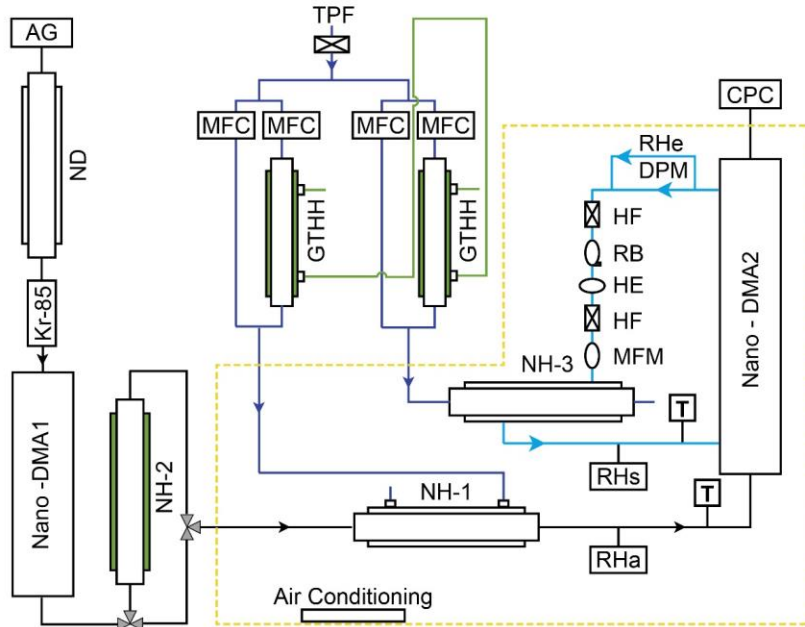 TPF
AG
MFC MFC MFC MFC
CPC
RHe
DPM
ND
GTHH
GTHH
HF
RB
HE
HF
MFM
Kr-85
Nano - DMA2
NH-3
T
Nano -DMA1
NH-2
RHs
T
NH-1
RHa
Air Conditioning